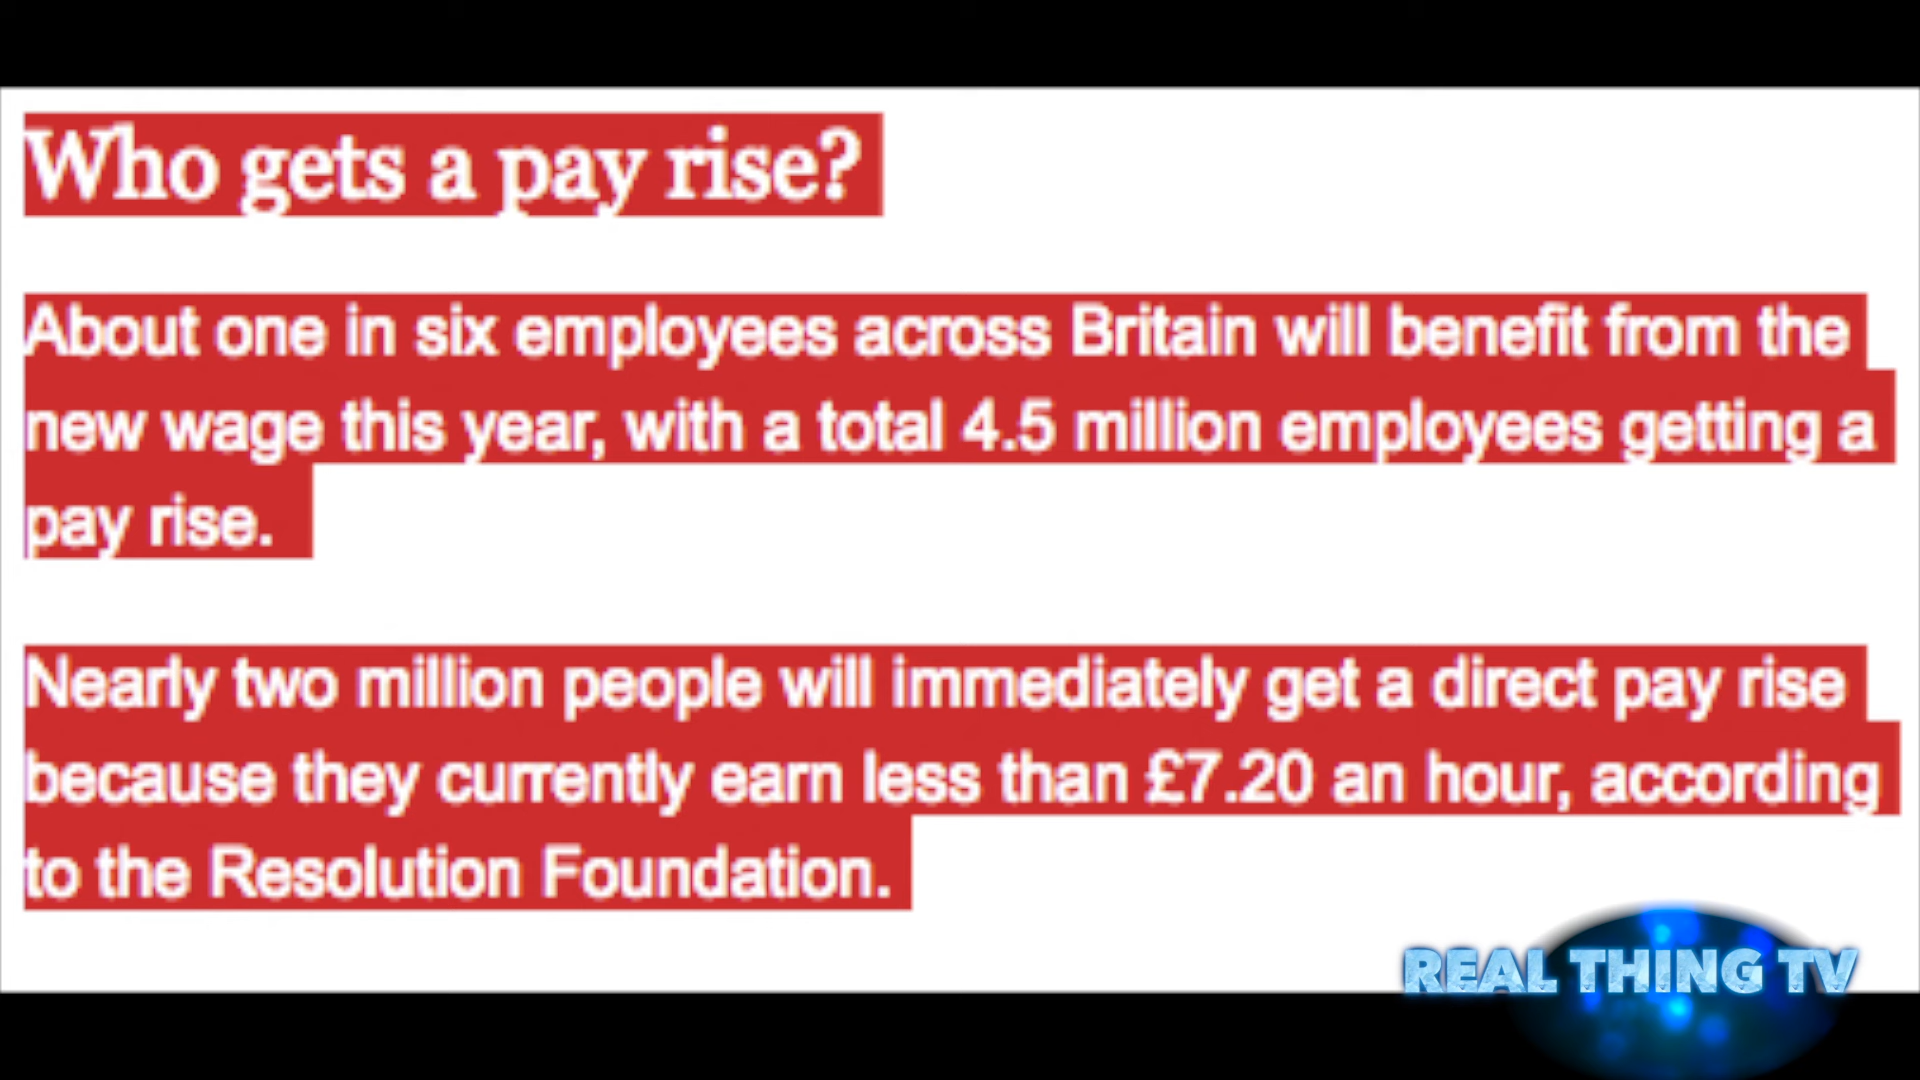 Who gets a pay rise?
About one in six employees across Britain will benefit from the
new wage this year, with a total 4.5 million employees getting a
pay rise.
Nearly two million people will immediately get a direct pay rise
because they currently earn less than £7.20 an hour, according
to the Resolution Foundation.
REAL THING TV